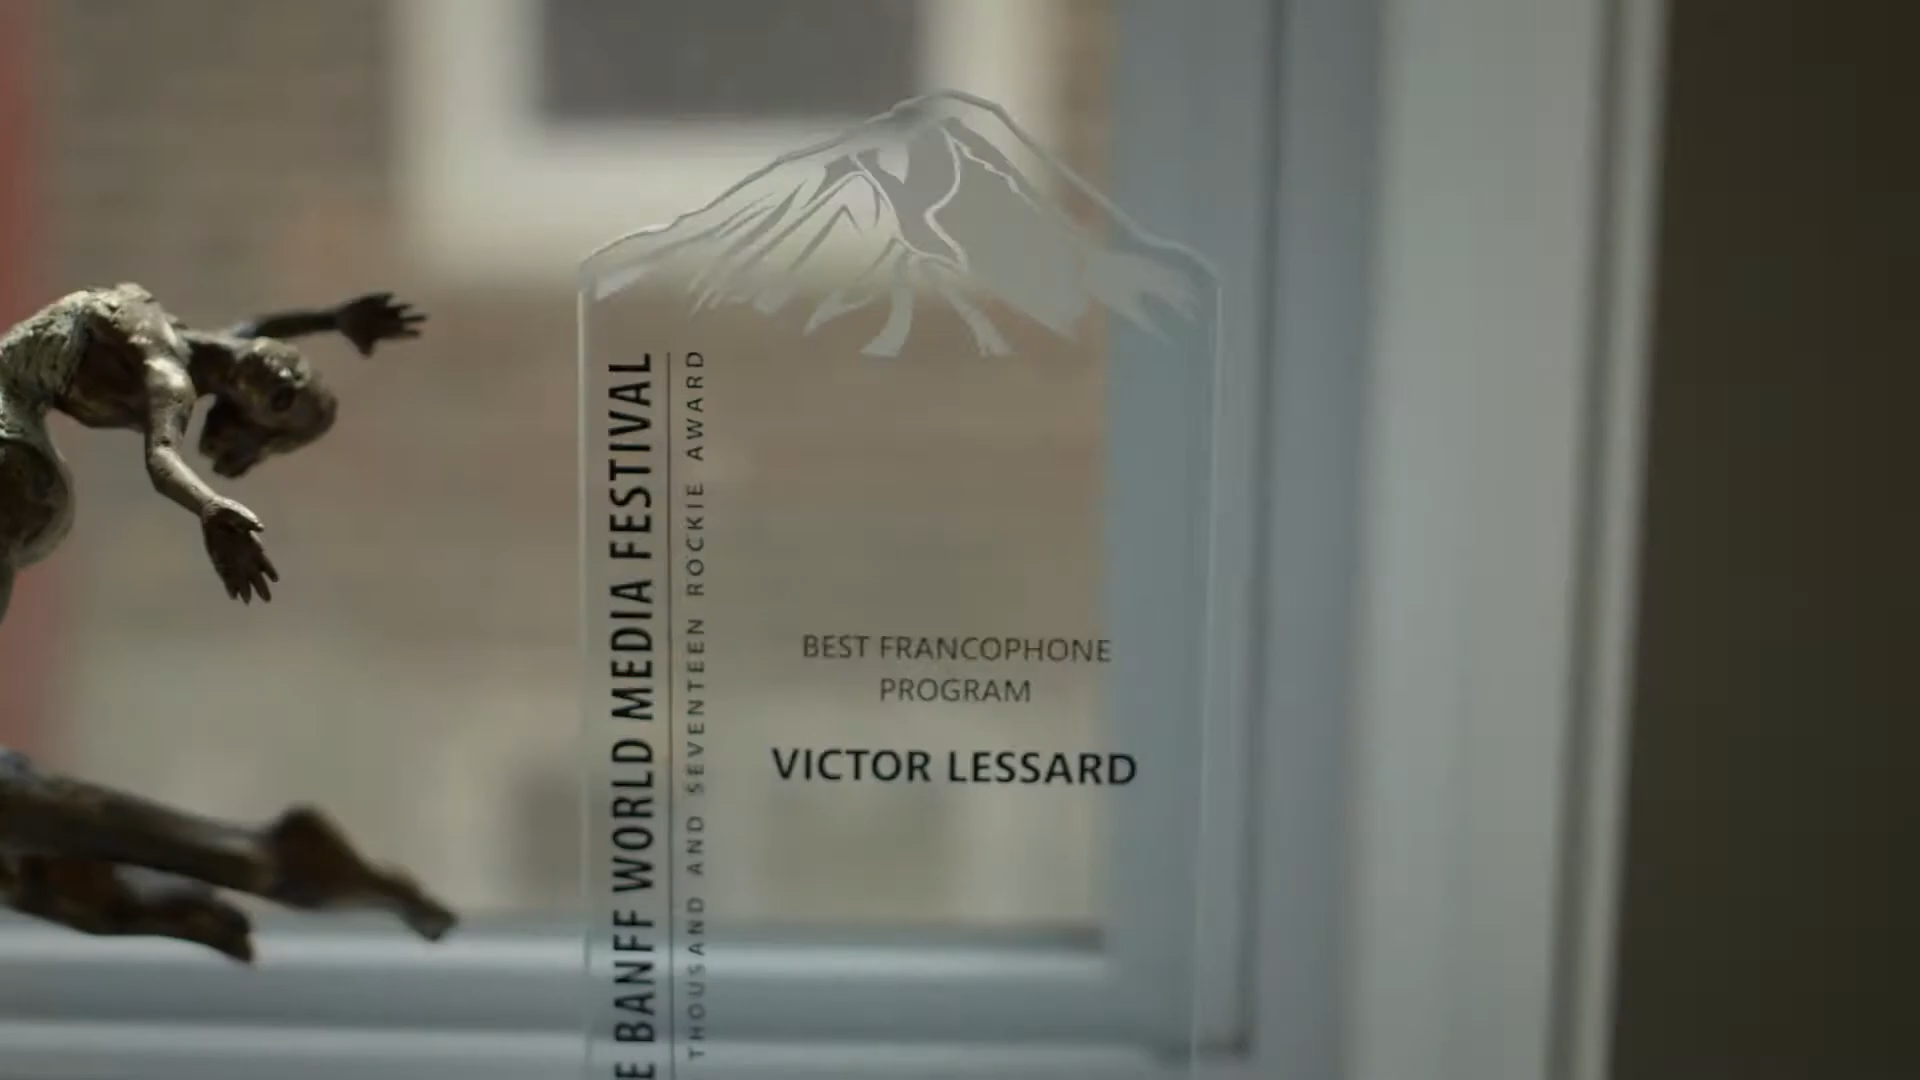 E BANFF WORLD MEDIA FESTIVAL
THOUSAND AND SEVENTEEN ROCKIE AWARD
BEST FRANCOPHONE
PROGRAM
VICTOR LESSARD